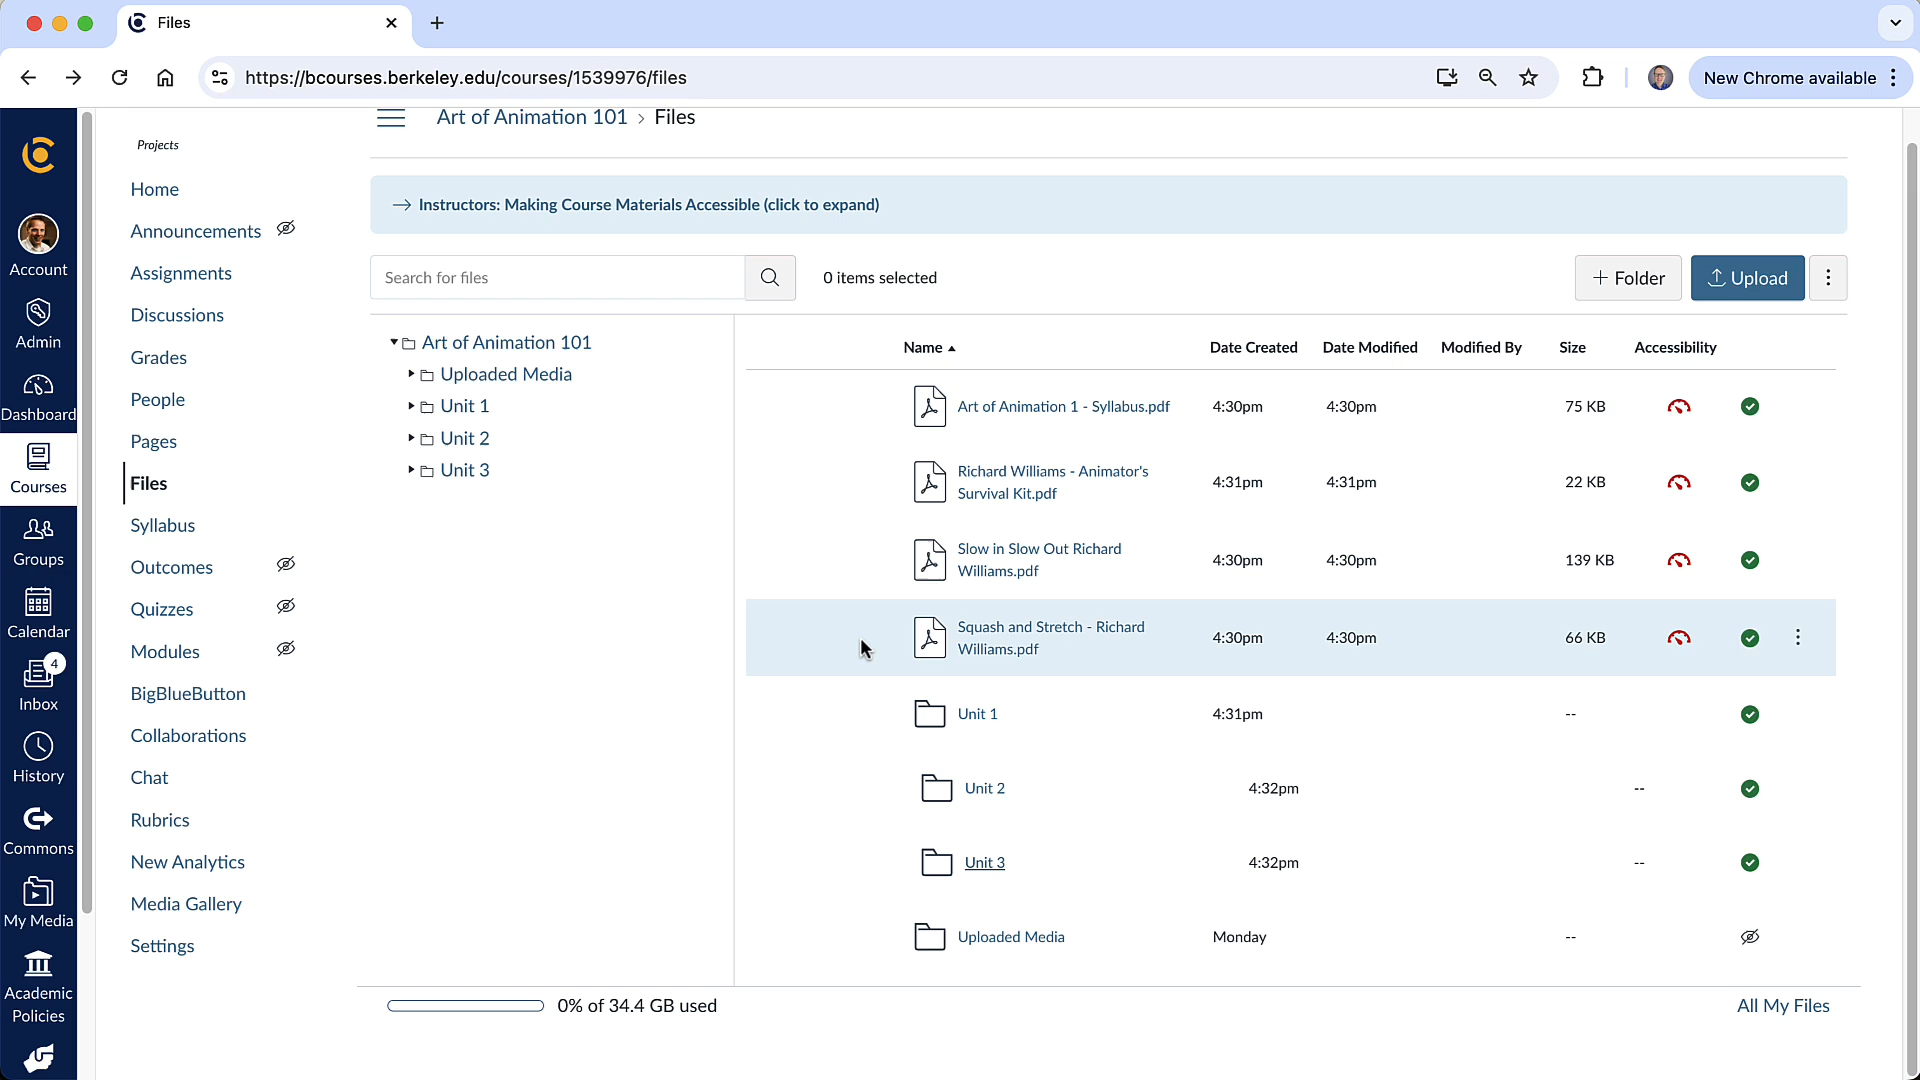 Files
https://bcourses.berkeley.edu/courses/1539976/files
New Chrome available
Account
Admin
Dashboard
Courses
Groups
Calendar
4
Inbox
History
Commons
My Media
Academic
Policies
Projects
Home
Announcements
Assignments
Discussions
Grades
People
Pages
Files
Syllabus
Outcomes
Quizzes
Modules
BigBlueButton
Collaborations
Chat
Rubrics
New Analytics
Media Gallery
Settings
Art of Animation 101 › Files
→ Instructors: Making Course Materials Accessible (click to expand)
Search for files
0 items selected
+ Folder
Upload
Art of Animation 101
Uploaded Media
Unit 1
Unit 2
Unit 3
Name Date Created Date Modified Modified By Size Accessibility
Art of Animation 1 - Syllabus.pdf 4:30pm 4:30pm 75 KB
Richard Williams - Animator's
Survival Kit.pdf 4:31pm 4:31pm 22 KB
Slow in Slow Out Richard
Williams.pdf 4:30pm 4:30pm 139 KB
Squash and Stretch - Richard
Williams.pdf 4:30pm 4:30pm 66 KB
Unit 1 4:31pm --
Unit 2 4:32pm --
Unit 3 4:32pm --
Uploaded Media Monday --
0% of 34.4 GB used
All My Files